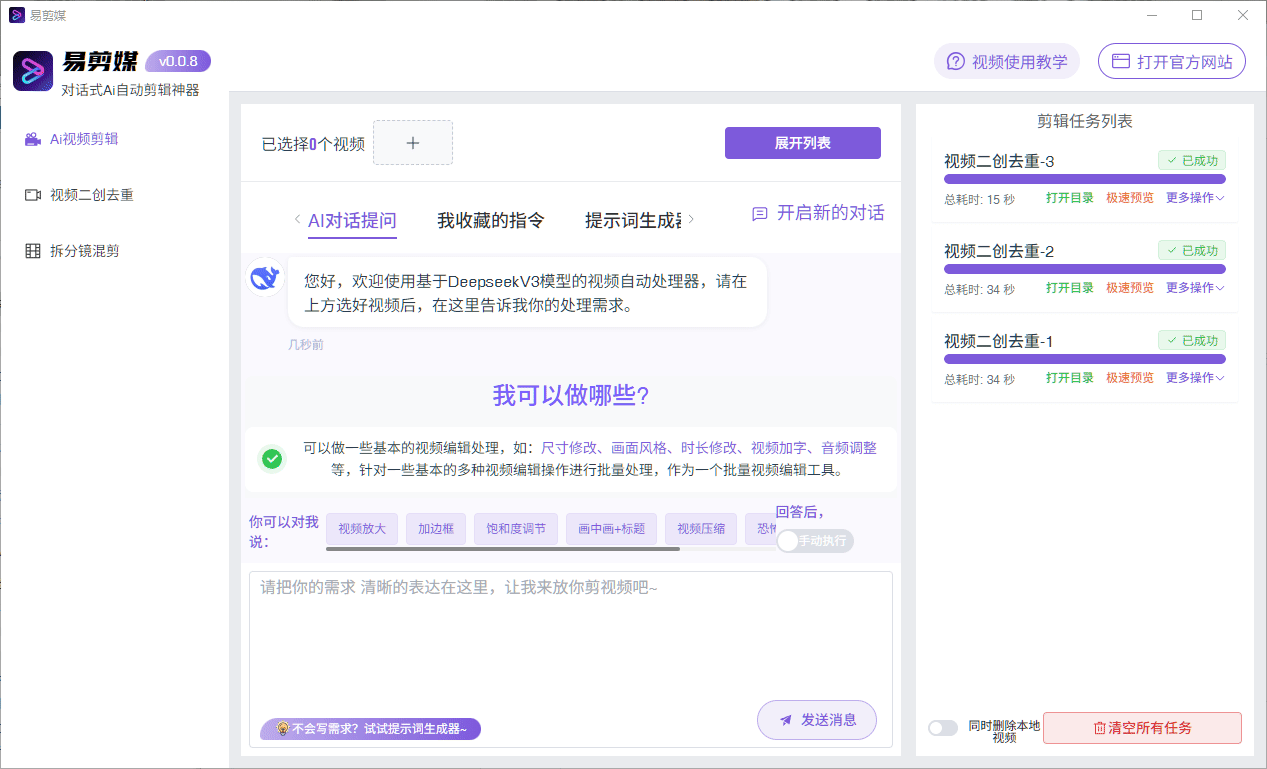 易剪媒
易剪媒 v0.0.8
对话式Ai自动剪辑神器
视频使用教学
打开官方网站
Ai视频剪辑
视频二创去重
拆分镜混剪
已选择0个视频
展开列表
AI对话提问
我收藏的指令
提示词生成
开启新的对话
您好，欢迎使用基于DeepseekV3模型的视频自动处理器，请在
上方选好视频后，在这里告诉我你的处理需求。
几秒前
我可以做哪些?
可以做一些基本的视频编辑处理，如：尺寸修改、画面风格、时长修改、视频加字、音频调整
等，针对一些基本的多种视频编辑操作进行批量处理，作为一个批量视频编辑工具。
你可以对我
说：
视频放大
加边框
饱和度调节
画中画+标题
视频压缩
恐
回答后，
手动执行
请把你的需求 清晰的表达在这里，让我来放你剪视频吧~
不会写需求？试试提示词生成器~
发送消息
剪辑任务列表
视频二创去重-3
已成功
总耗时: 15 秒
打开目录
极速预览
更多操作
视频二创去重-2
已成功
总耗时: 34 秒
打开目录
极速预览
更多操作
视频二创去重-1
已成功
总耗时: 34 秒
打开目录
极速预览
更多操作
同时删除本地
视频
清空所有任务